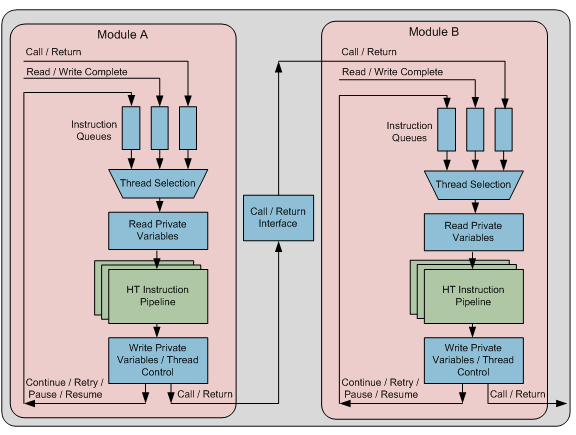 Module A
Call / Return
Read / Write Complete
Instruction
Queues
Thread Selection
Read Private
Variables
HT Instruction
Pipeline
Write Private
Variables / Thread
Control
Continue / Retry /
Pause / Resume
Call / Return
Call / Return
Interface
Module B
Call / Return
Read / Write Complete
Instruction
Queues
Thread Selection
Read Private
Variables
HT Instruction
Pipeline
Write Private
Variables / Thread
Control
Continue / Retry /
Pause / Resume
Call / Return